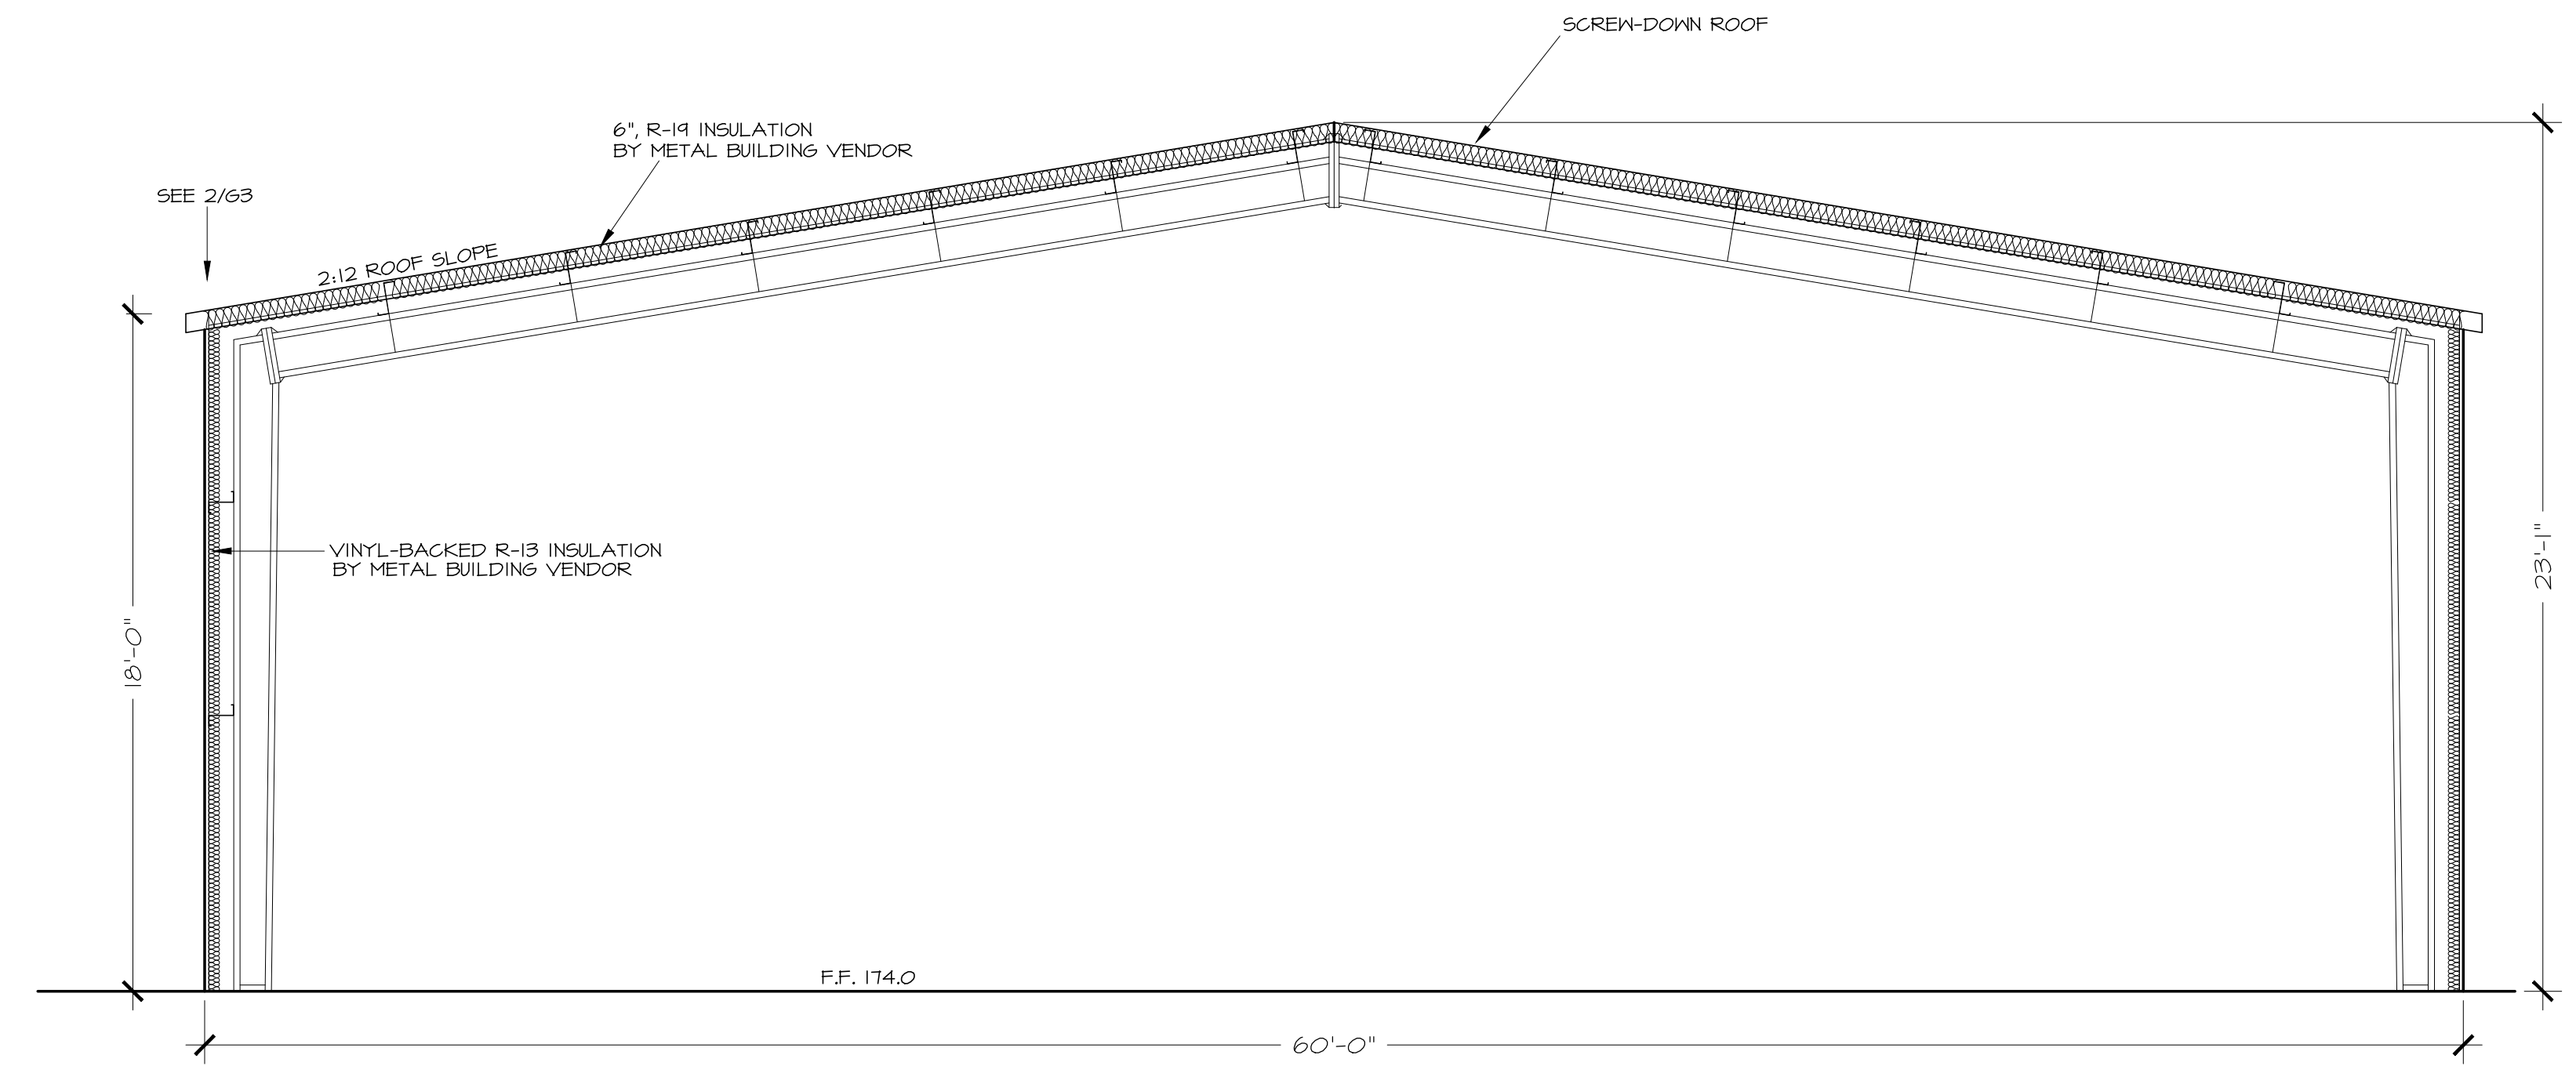 SCREW-DOWN ROOF
6", R-19 INSULATION
BY METAL BUILDING VENDOR
SEE 2/G3
2:12 ROOF SLOPE
VINYL-BACKED R-13 INSULATION
BY METAL BUILDING VENDOR
18'-0"
23'-1"
F.F. 174.0
60'-0"